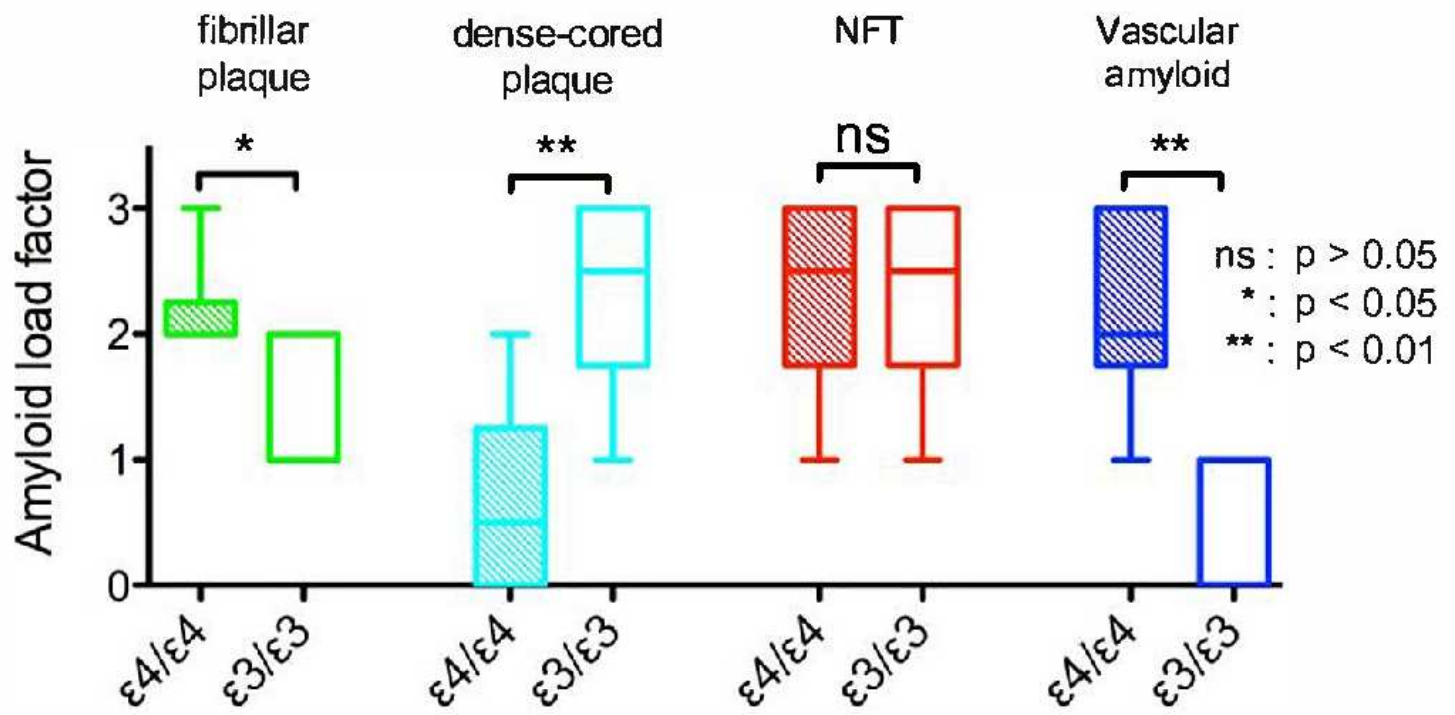 fibrillar
plaque
dense-cored
plaque
NFT
Vascular
amyloid
*
**
ns
**
Amyloid load factor
3
2
1
0
ns : p > 0.05
* : p < 0.05
** : p < 0.01
ε4/ε4
ε3/ε3
ε4/ε4
ε3/ε3
ε4/ε4
ε3/ε3
ε4/ε4
ε3/ε3